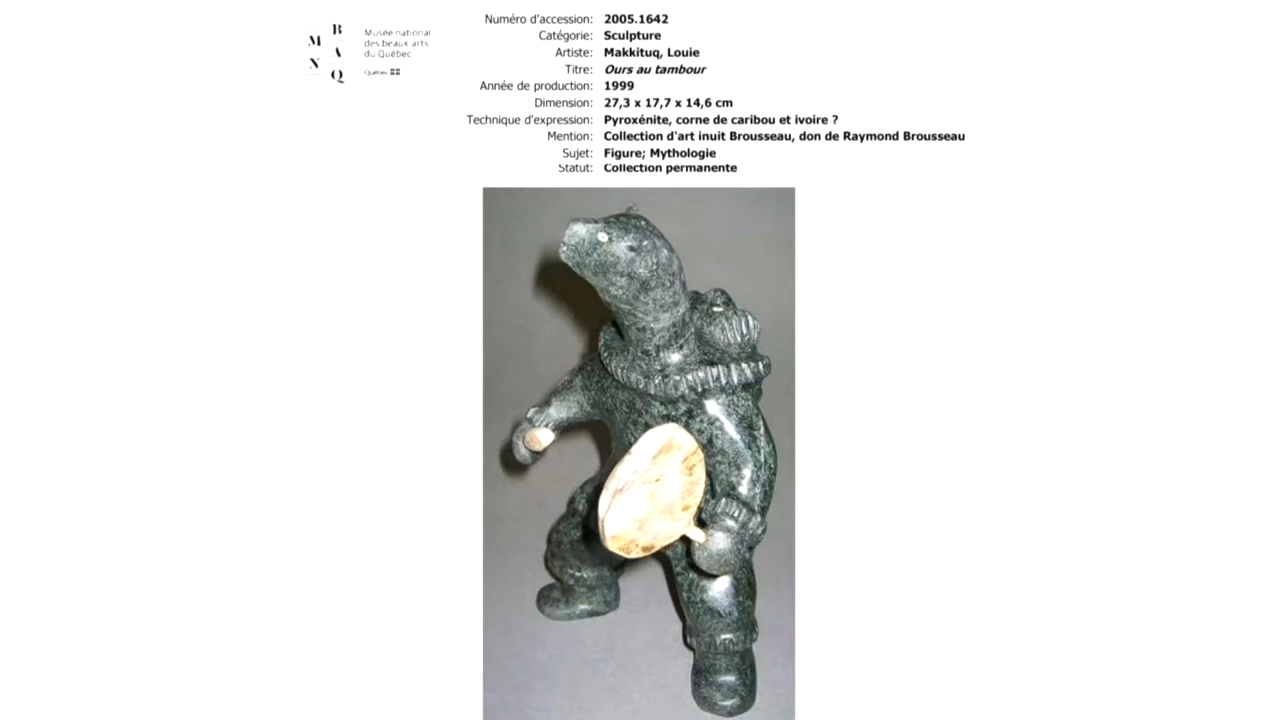 M B A N Q
Musée national
des beaux arts
du Québec
Québec
Numéro d'accession: 2005.1642
Catégorie: Sculpture
Artiste: Makkituq, Louie
Titre: Ours au tambour
Année de production: 1999
Dimension: 27,3 x 17,7 x 14,6 cm
Technique d'expression: Pyroxénite, corne de caribou et ivoire ?
Mention: Collection d'art inuit Brousseau, don de Raymond Brousseau
Sujet: Figure; Mythologie
Statut: Collection permanente